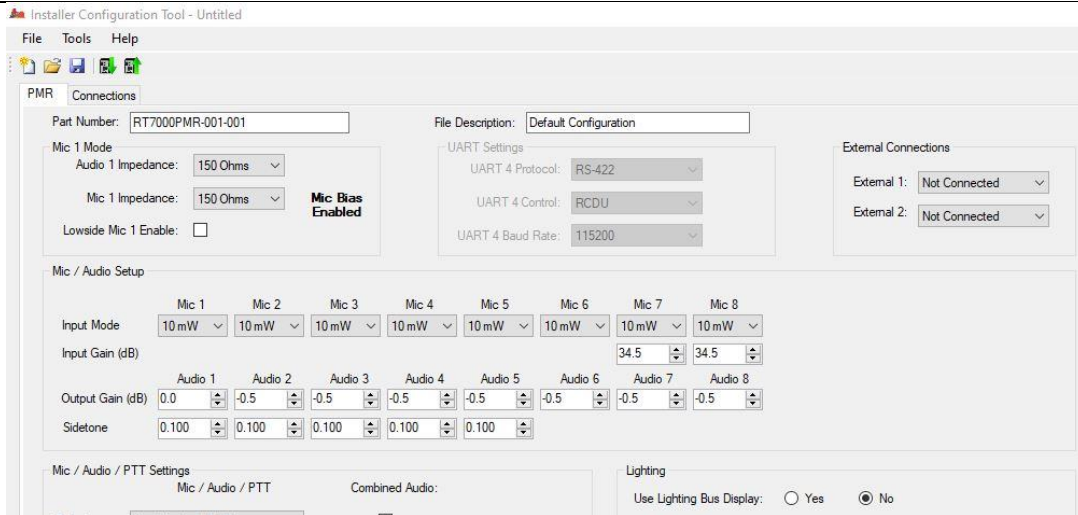 Installer Configuration Tool - Untitled
File Tools Help
PMR Connections
Part Number: RT7000PMR-001-001 File Description: Default Configuration
Mic 1 Mode UART Settings External Connections
Audio 1 Impedance: 150 Ohms UART 4 Protocol: RS-422 External 1: Not Connected
Mic 1 Impedance: 150 Ohms Mic Bias Enabled UART 4 Control: RCDU External 2: Not Connected
Lowside Mic 1 Enable: UART 4 Baud Rate: 115200
Mic / Audio Setup
Mic 1 Mic 2 Mic 3 Mic 4 Mic 5 Mic 6 Mic 7 Mic 8
Input Mode 10 mW 10 mW 10 mW 10 mW 10 mW 10 mW 10 mW 10 mW
Input Gain (dB) 34.5 34.5
Audio 1 Audio 2 Audio 3 Audio 4 Audio 5 Audio 6 Audio 7 Audio 8
Output Gain (dB) 0.0 -0.5 -0.5 -0.5 -0.5 -0.5 -0.5 -0.5
Sidetone 0.100 0.100 0.100 0.100 0.100
Mic / Audio / PTT Settings Lighting
Mic / Audio / PTT Combined Audio: Use Lighting Bus Display: Yes No